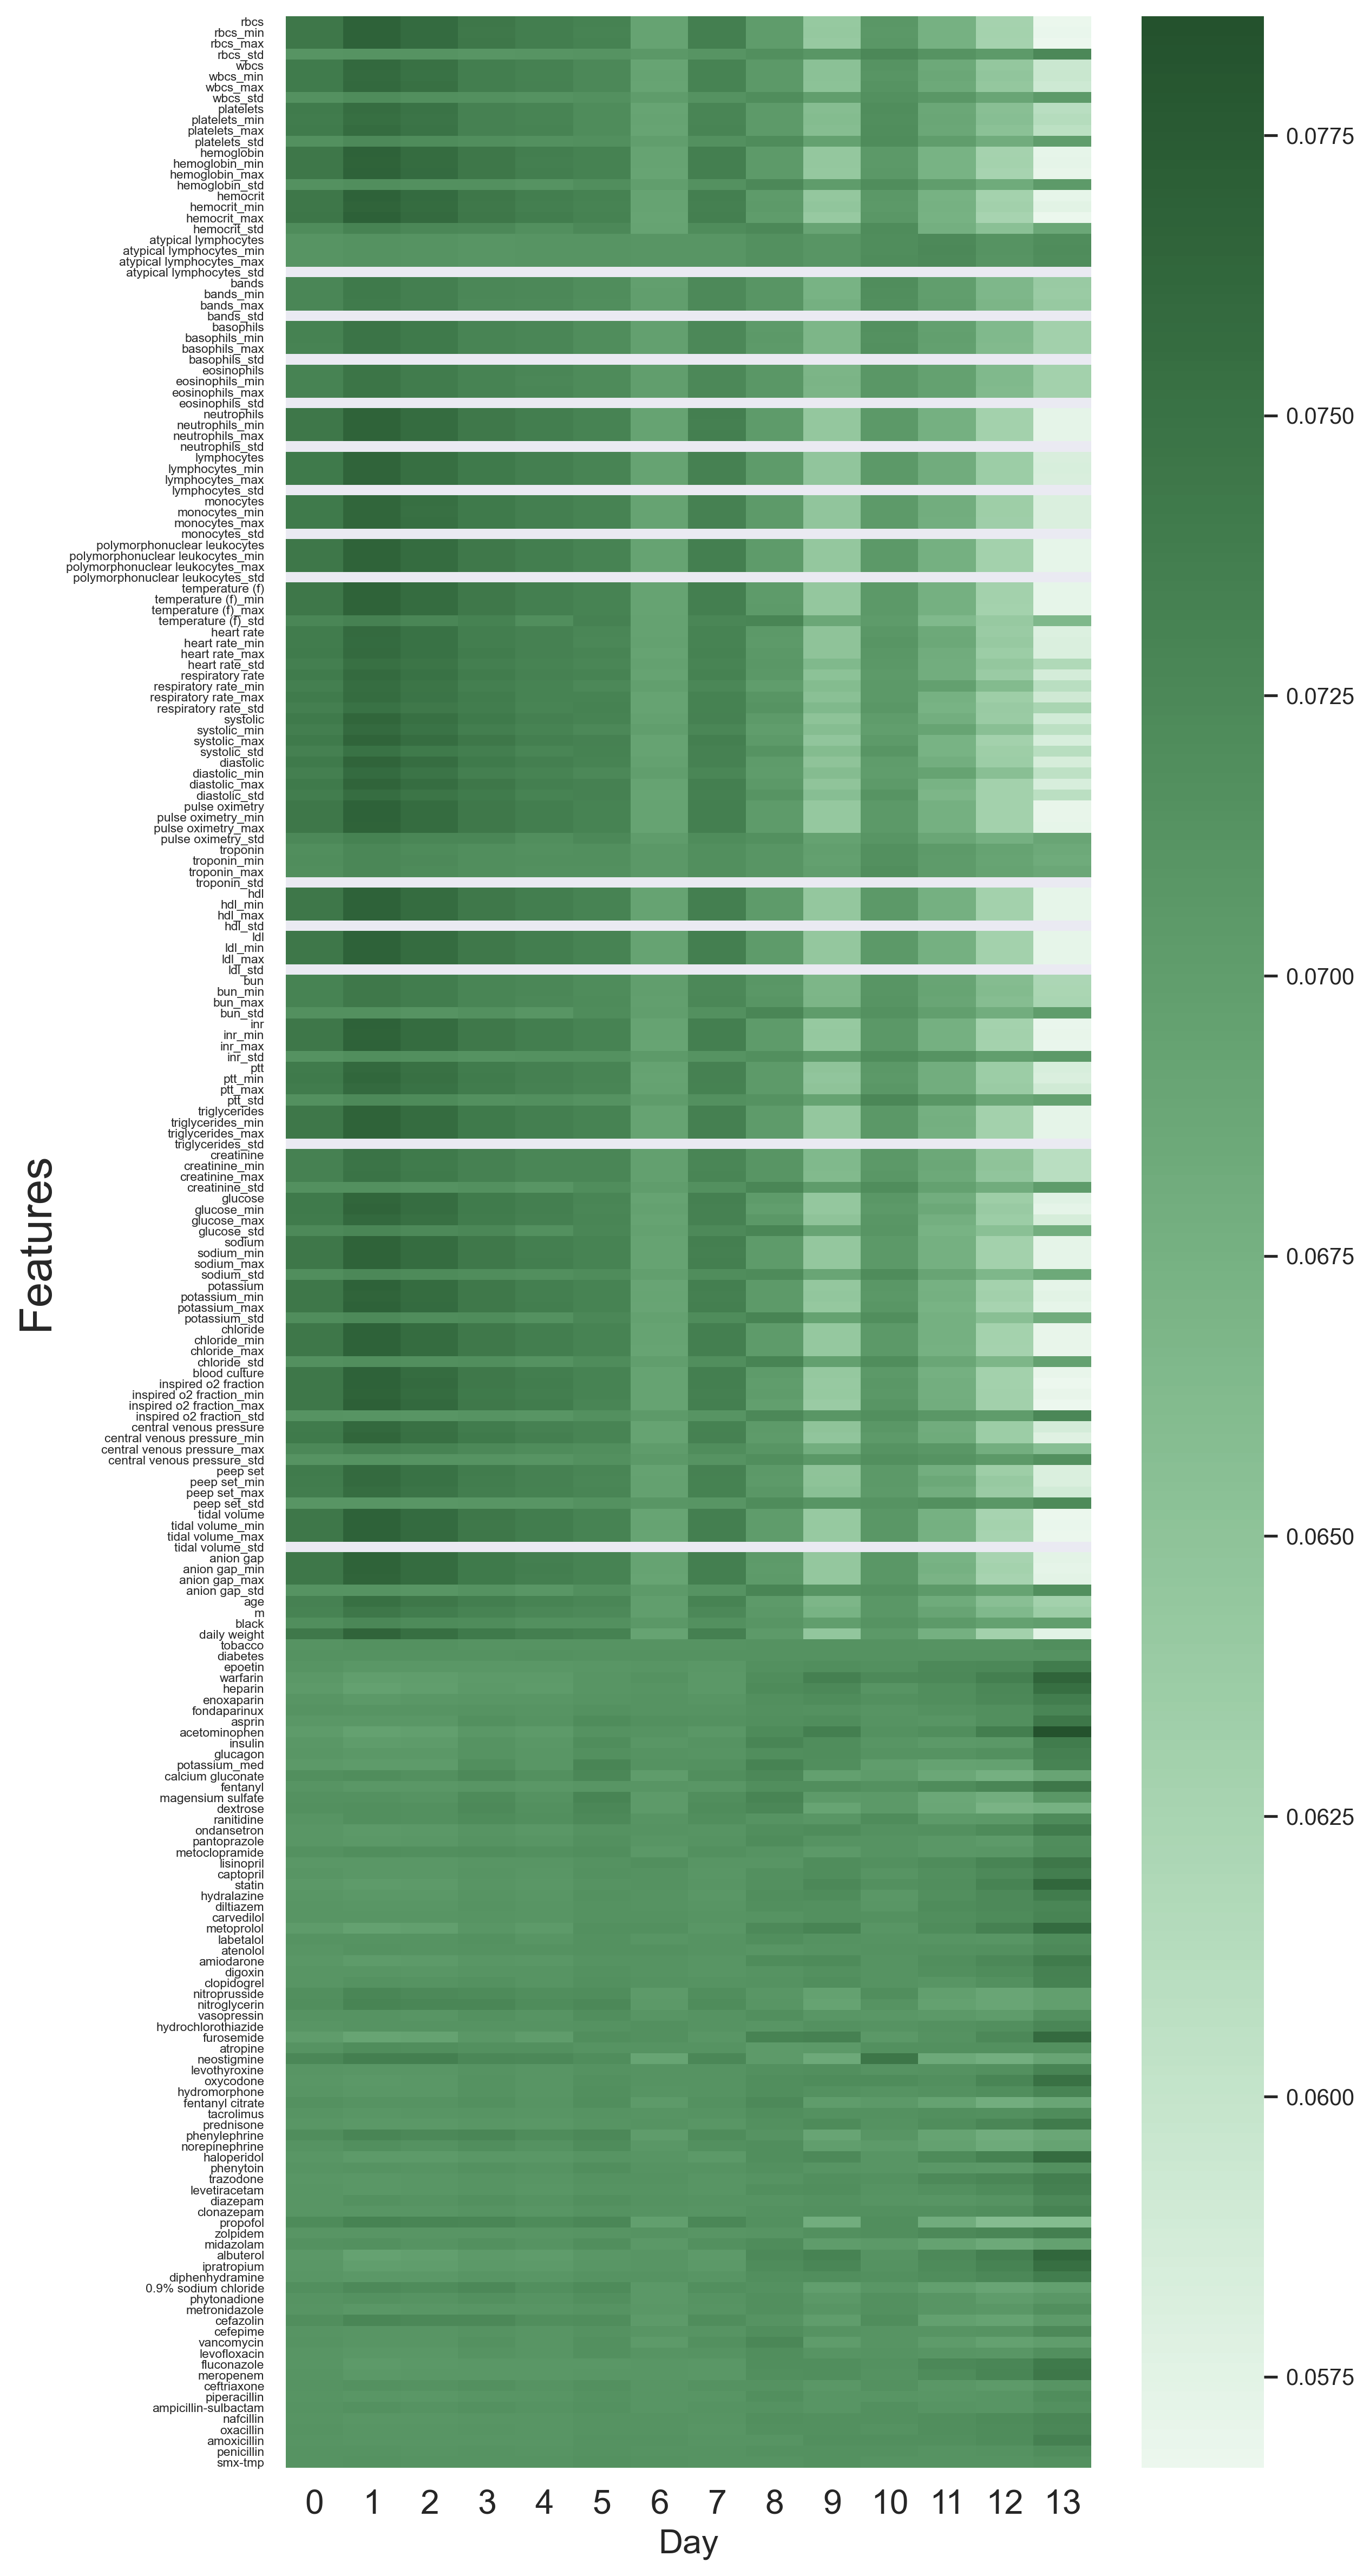 rbcs
rbcs_min
rbcs_max
rbcs_std
wbcs
wbcs_min
wbcs_max
wbcs_std
platelets
platelets_min
platelets_max
platelets_std
hemoglobin
hemoglobin_min
hemoglobin_max
hemoglobin_std
hemocrit
hemocrit_min
hemocrit_max
hemocrit_std
atypical lymphocytes
atypical lymphocytes_min
atypical lymphocytes_max
atypical lymphocytes_std
bands
bands_min
bands_max
bands_std
basophils
basophils_min
basophils_max
basophils_std
eosinophils
eosinophils_min
eosinophils_max
eosinophils_std
neutrophils
neutrophils_min
neutrophils_max
neutrophils_std
lymphocytes
lymphocytes_min
lymphocytes_max
lymphocytes_std
monocytes
monocytes_min
monocytes_max
monocytes_std
polymorphonuclear leukocytes
polymorphonuclear leukocytes_min
polymorphonuclear leukocytes_max
polymorphonuclear leukocytes_std
temperature (f)
temperature (f)_min
temperature (f)_max
temperature (f)_std
heart rate
heart rate_min
heart rate_max
heart rate_std
respiratory rate
respiratory rate_min
respiratory rate_max
respiratory rate_std
systolic
systolic_min
systolic_max
systolic_std
diastolic
diastolic_min
diastolic_max
diastolic_std
pulse oximetry
pulse oximetry_min
pulse oximetry_max
pulse oximetry_std
troponin
troponin_min
troponin_max
troponin_std
hdl
hdl_min
hdl_max
hdl_std
ldl
ldl_min
ldl_max
ldl_std
bun
bun_min
bun_max
bun_std
inr
inr_min
inr_max
inr_std
ptt
ptt_min
ptt_max
ptt_std
triglycerides
triglycerides_min
triglycerides_max
triglycerides_std
creatinine
creatinine_min
creatinine_max
creatinine_std
glucose
glucose_min
glucose_max
glucose_std
sodium
sodium_min
sodium_max
sodium_std
potassium
potassium_min
potassium_max
potassium_std
chloride
chloride_min
chloride_max
chloride_std
blood culture
inspired o2 fraction
inspired o2 fraction_min
inspired o2 fraction_max
inspired o2 fraction_std
central venous pressure
central venous pressure_min
central venous pressure_max
central venous pressure_std
peep set
peep set_min
peep set_max
peep set_std
tidal volume
tidal volume_min
tidal volume_max
tidal volume_std
anion gap
anion gap_min
anion gap_max
anion gap_std
age
m
black
daily weight
tobacco
diabetes
epoetin
warfarin
heparin
enoxaparin
fondaparinux
asprin
acetominophen
insulin
glucagon
potassium_med
calcium gluconate
fentanyl
magensium sulfate
dextrose
ranitidine
ondansetron
pantoprazole
metoclopramide
lisinopril
captopril
statin
hydralazine
diltiazem
carvedilol
metoprolol
labetalol
atenolol
amiodarone
digoxin
clopidogrel
nitroprusside
nitroglycerin
vasopressin
hydrochlorothiazide
furosemide
atropine
neostigmine
levothyroxine
oxycodone
hydromorphone
fentanyl citrate
tacrolimus
prednisone
phenylephrine
norepinephrine
haloperidol
phenytoin
trazodone
levetiracetam
diazepam
clonazepam
propofol
zolpidem
midazolam
albuterol
ipratropium
diphenhydramine
0.9% sodium chloride
phytonadione
metronidazole
cefazolin
cefepime
vancomycin
levofloxacin
fluconazole
meropenem
ceftriaxone
piperacillin
ampicillin-sulbactam
nafcillin
oxacillin
amoxicillin
penicillin
smx-tmp
Features
0 1 2 3 4 5 6 7 8 9 10 11 12 13
Day
0.0775
0.0750
0.0725
0.0700
0.0675
0.0650
0.0625
0.0600
0.0575